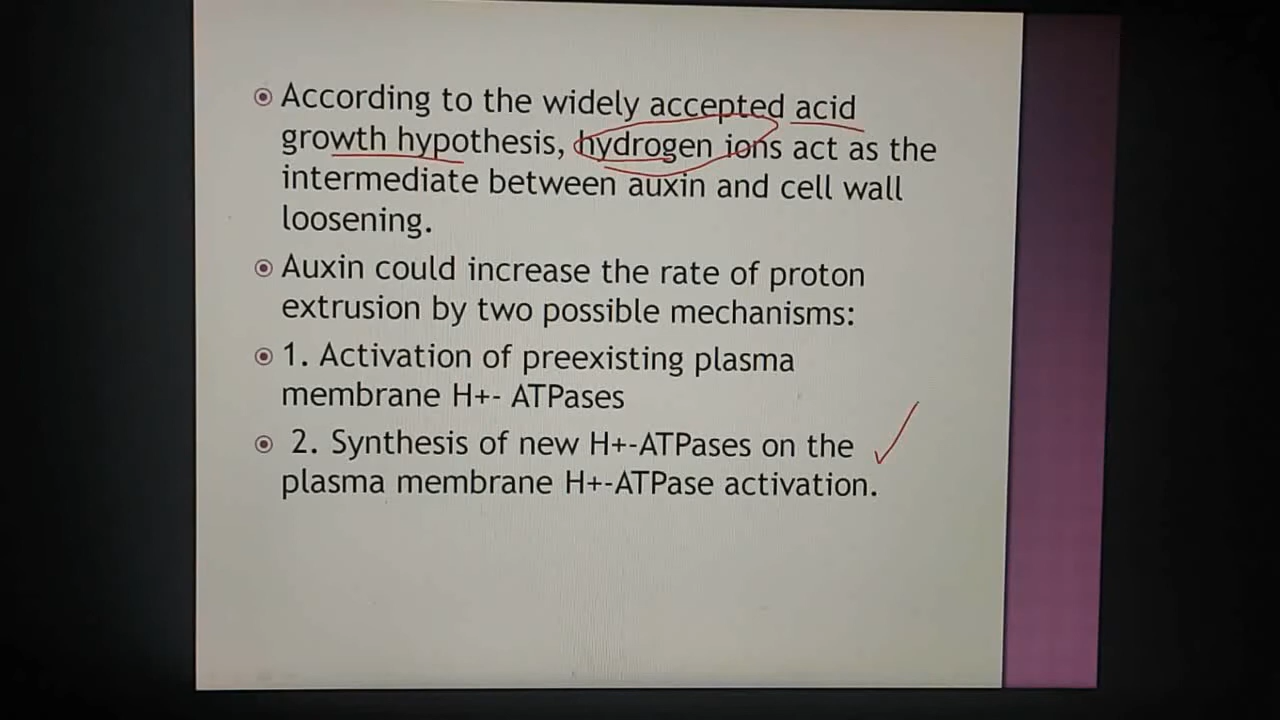 According to the widely accepted acid
growth hypothesis, hydrogen ions act as the
intermediate between auxin and cell wall
loosening.
Auxin could increase the rate of proton
extrusion by two possible mechanisms:
1. Activation of preexisting plasma
membrane H+- ATPases
2. Synthesis of new H+-ATPases on the
plasma membrane H+-ATPase activation.